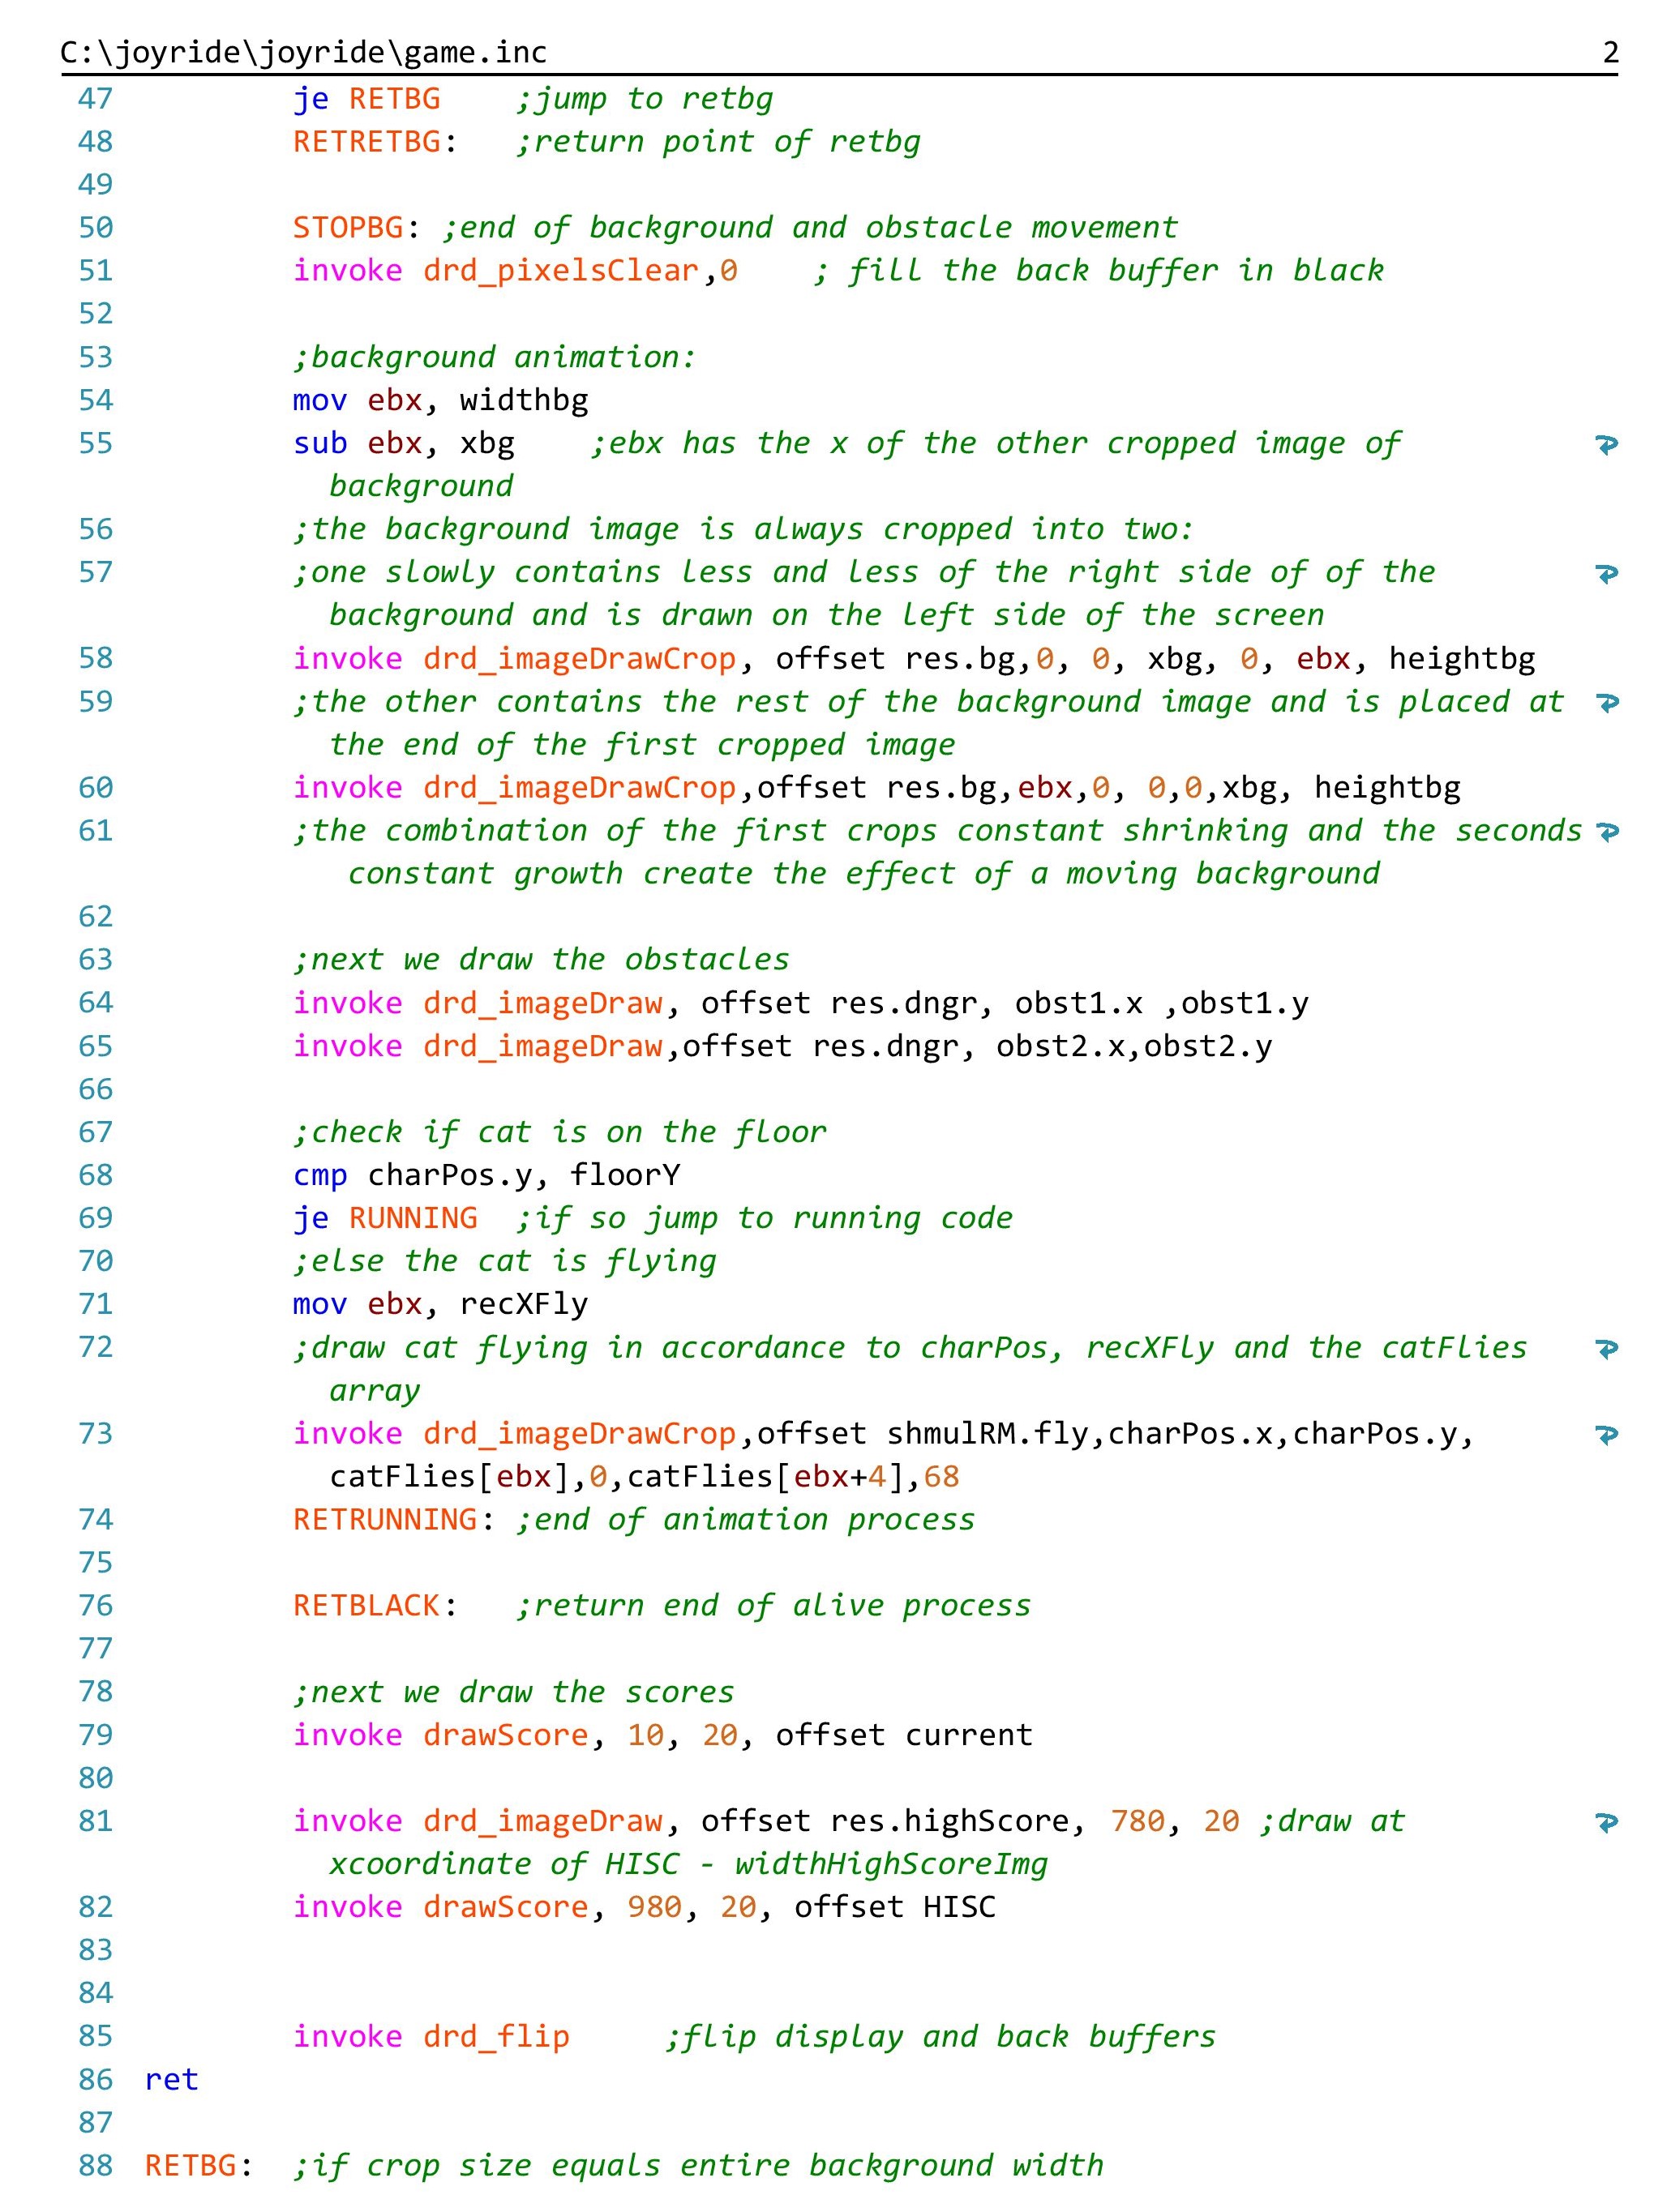 C:\joyride\joyride\game.inc 2
47 je RETBG ;jump to retbg
48 RETRETBG: ;return point of retbg
49
50 STOPBG: ;end of background and obstacle movement
51 invoke drd_pixelsClear,0 ; fill the back buffer in black
52
53 ;background animation:
54 mov ebx, widthbg
55 sub ebx, xbg ;ebx has the x of the other cropped image of
background
56 ;the background image is always cropped into two:
57 ;one slowly contains less and less of the right side of of the
background and is drawn on the left side of the screen
58 invoke drd_imageDrawCrop, offset res.bg,0, 0, xbg, 0, ebx, heightbg
59 ;the other contains the rest of the background image and is placed at
the end of the first cropped image
60 invoke drd_imageDrawCrop,offset res.bg,ebx,0, 0,0,xbg, heightbg
61 ;the combination of the first crops constant shrinking and the seconds
constant growth create the effect of a moving background
62
63 ;next we draw the obstacles
64 invoke drd_imageDraw, offset res.dngr, obst1.x ,obst1.y
65 invoke drd_imageDraw,offset res.dngr, obst2.x,obst2.y
66
67 ;check if cat is on the floor
68 cmp charPos.y, floorY
69 je RUNNING ;if so jump to running code
70 ;else the cat is flying
71 mov ebx, recXFly
72 ;draw cat flying in accordance to charPos, recXFly and the catFlies
array
73 invoke drd_imageDrawCrop,offset shmulRM.fly,charPos.x,charPos.y,
catFlies[ebx],0,catFlies[ebx+4],68
74 RETRUNNING: ;end of animation process
75
76 RETBLACK: ;return end of alive process
77
78 ;next we draw the scores
79 invoke drawScore, 10, 20, offset current
80
81 invoke drd_imageDraw, offset res.highScore, 780, 20 ;draw at
xcoordinate of HISC - widthHighScoreImg
82 invoke drawScore, 980, 20, offset HISC
83
84
85 invoke drd_flip ;flip display and back buffers
86 ret
87
88 RETBG: ;if crop size equals entire background width